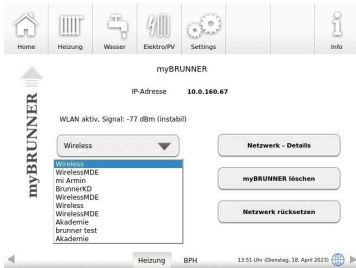 Home
Heizung
Wasser
Elektro/PV
Settings
Info
myBRUNNER
myBRUNNER
IP-Adresse 10.0.160.67
WLAN aktiv, Signal: -77 dBm (instabil)
Wireless
Wireless
WirelessMDE
mi Armin
BrunnerKD
WirelessMDE
Wireless
WirelessMDE
Akademie
brunner test
Akademie
Netzwerk - Details
myBRUNNER löschen
Netzwerk rücksetzen
Heizung BPH 13:51 Uhr (Dienstag, 18. April 2023)